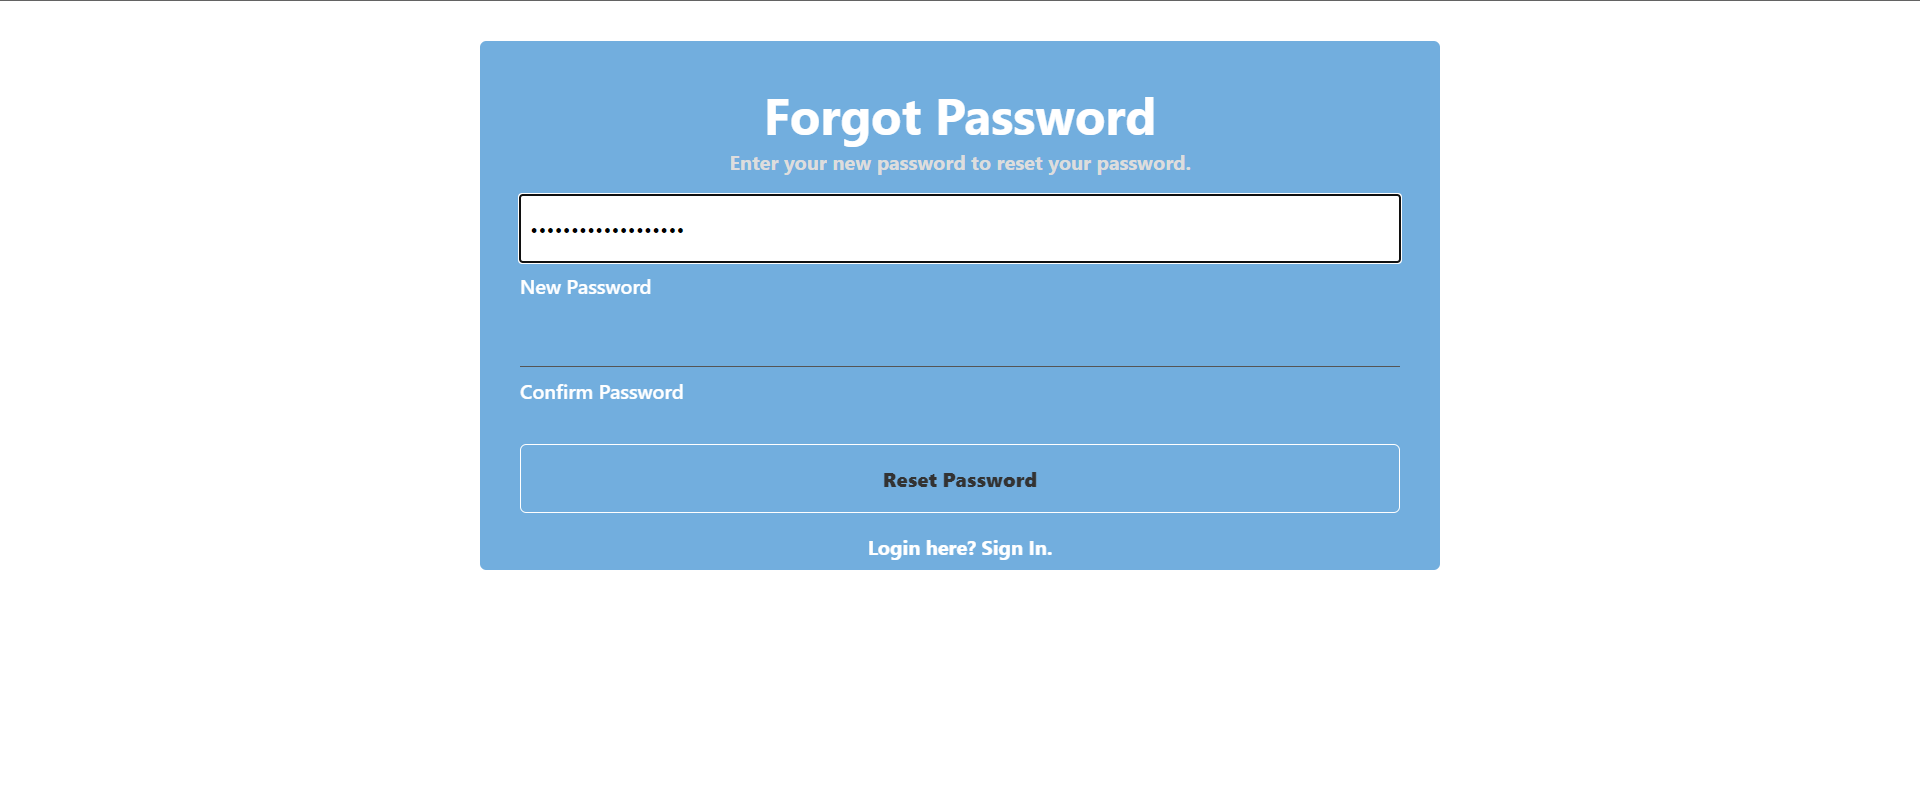 Forgot Password
Enter your new password to reset your password.
•••••••••••••••••••
New Password
Confirm Password
Reset Password
Login here? Sign In.